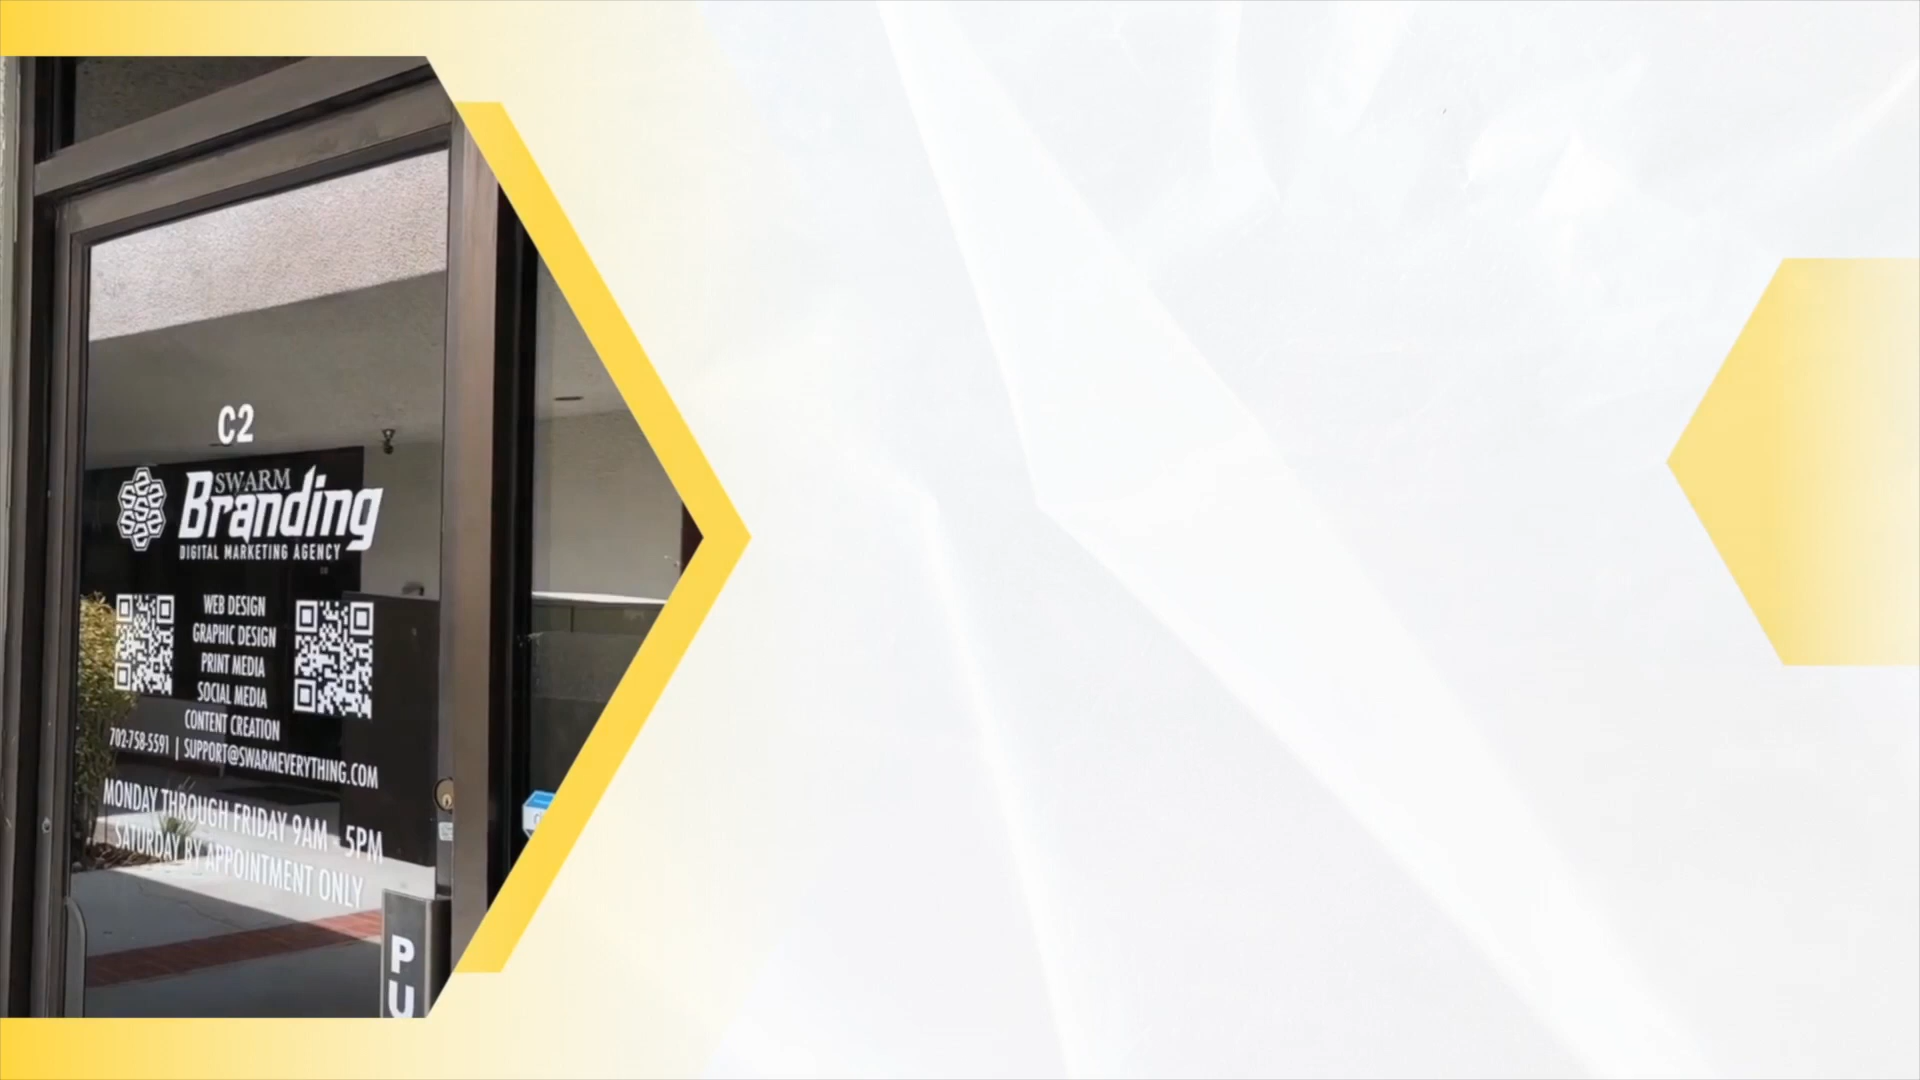 C2
SWARM
Branding
DIGITAL MARKETING AGENCY
WEB DESIGN
GRAPHIC DESIGN
PRINT MEDIA
SOCIAL MEDIA
CONTENT CREATION
702-758-5591 | SUPPORT@SWARMEVERYTHING.COM
MONDAY THROUGH FRIDAY 9AM - 5PM
SATURDAY BY APPOINTMENT ONLY
PU